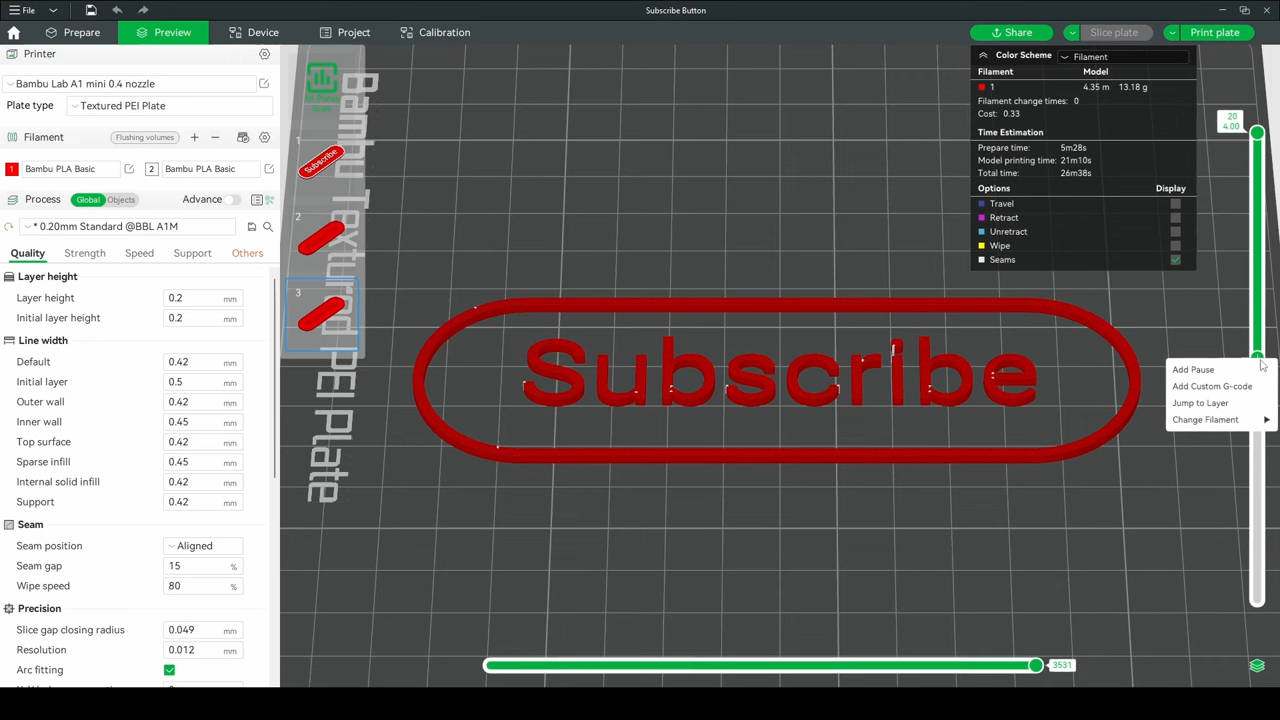 File
Subscribe Button
Prepare
Preview
Device
Project
Calibration
Share
Slice plate
Print plate
Printer
Bambu Lab A1 mini 0.4 nozzle
Plate type
Textured PEI Plate
Filament
Flushing volumes
1
Bambu PLA Basic
2
Bambu PLA Basic
Process
Global
Objects
Advance
* 0.20mm Standard @BBL A1M
Quality
Strength
Speed
Support
Others
Layer height
Layer height
0.2
mm
Initial layer height
0.2
mm
Line width
Default
0.42
mm
Initial layer
0.5
mm
Outer wall
0.42
mm
Inner wall
0.45
mm
Top surface
0.42
mm
Sparse infill
0.45
mm
Internal solid infill
0.42
mm
Support
0.42
mm
Seam
Seam position
Aligned
Seam gap
15
%
Wipe speed
80
%
Precision
Slice gap closing radius
0.049
mm
Resolution
0.012
mm
Arc fitting
1
Subscribe
2
3
Bambu Textured PEI Plate
Subscribe
Color Scheme
Filament
Filament
Model
1
4.35 m
13.18 g
Filament change times: 0
Cost: 0.33
Time Estimation
Prepare time:
5m28s
Model printing time:
21m10s
Total time:
26m38s
Options
Display
Travel
Retract
Unretract
Wipe
Seams
20
4.00
Add Pause
Add Custom G-code
Jump to Layer
Change Filament
3531